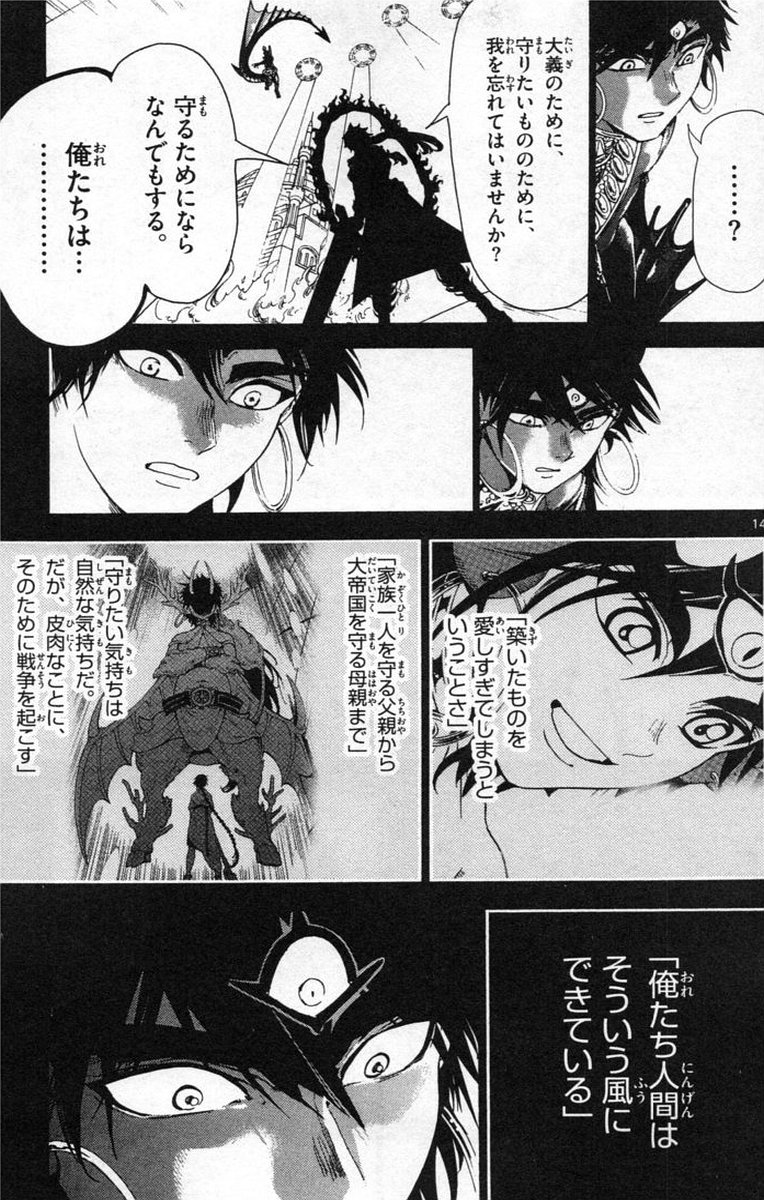 ……?
大義のために、
守りたいもののために、
我を忘れてはいませんか?
守るためになら
なんでもする。
俺たちは…
……………
14
「築いたものを
愛しすぎてしまうと
いうことさ」
「家族一人を守る父親から
大帝国を守る母親まで」
「守りたい気持ちは
自然な気持ちだ。
だが、皮肉なことに、
そのために戦争を起こす」
「俺たち人間は
そういう風に
できている」